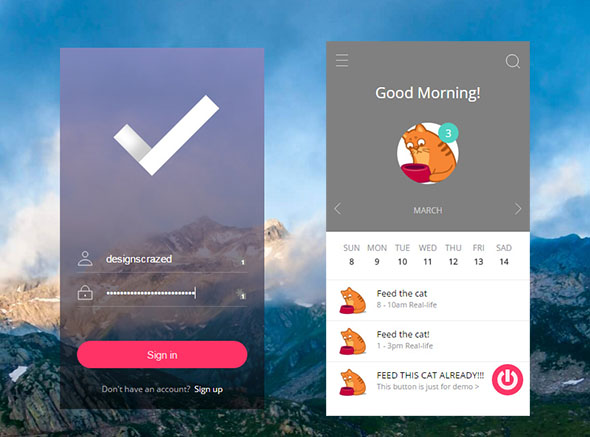 designscrazed
1
••••••••••••••••••••••••
1
Sign in
Don't have an account? Sign up
Good Morning!
3
MARCH
SUN MON TUE WED THU FRI SAD
8 9 10 11 12 13 14
Feed the cat
8 - 10am Real-life
Feed the cat!
1 - 3pm Real-life
FEED THIS CAT ALREADY!!!
This button is just for demo >